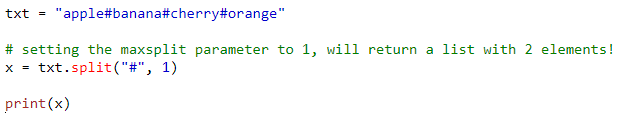 txt = "apple#banana#cherry#orange"
# setting the maxsplit parameter to 1, will return a list with 2 elements!
x = txt.split("#", 1)
print(x)